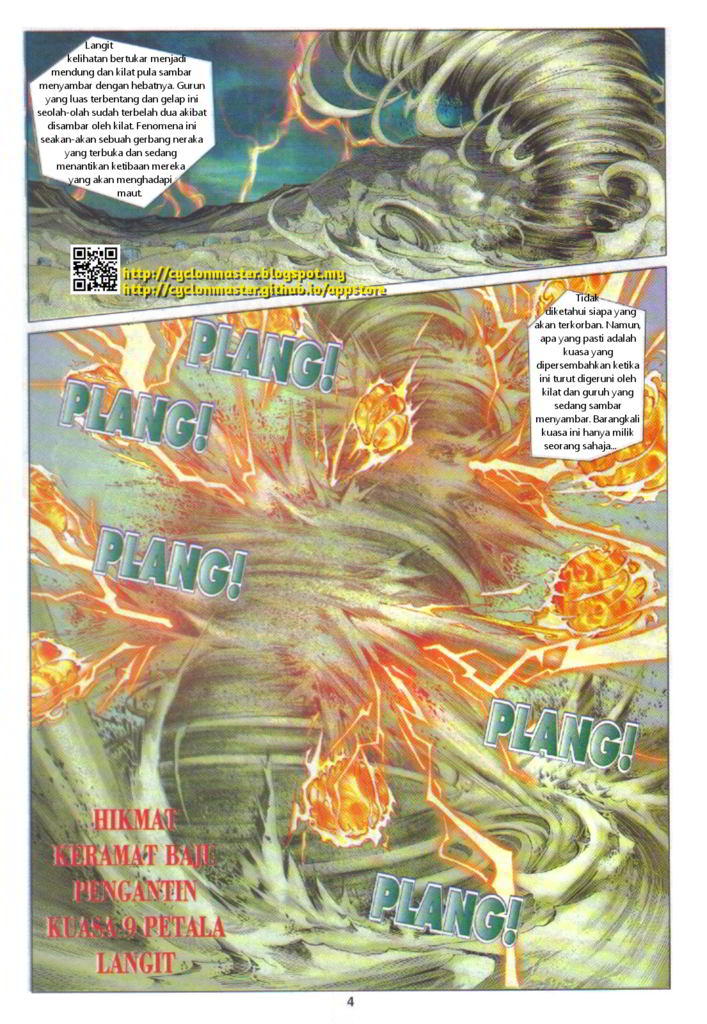 Langit
kelihatan bertukar menjadi
mendung dan kilat pula sambar
menyambar dengan hebatnya. Gurun
yang luas terbentang dan gelap ini
seolah-olah sudah terbelah dua akibat
disambar oleh kilat. Fenomena ini
seakan-akan sebuah gerbang neraka
yang terbuka dan sedang
menantikan ketibaan mereka
yang akan menghadapi
maut.
http://cyclonmaster.blogspot.my
http://cyclonmaster.github.io/appstore
Tidak
diketahui siapa yang
akan terkorban. Namun,
apa yang pasti adalah
kuasa yang
dipersembahkan ketika
ini turut digeruni oleh
kilat dan guruh yang
sedang sambar
menyambar. Barangkali
kuasa ini hanya milik
seorang sahaja...
PLANG!
PLANG!
PLANG!
PLANG!
PLANG!
HIKMAT
KERAMAT BAJU
PENGANTIN
KUASA 9 PETALA
LANGIT
4